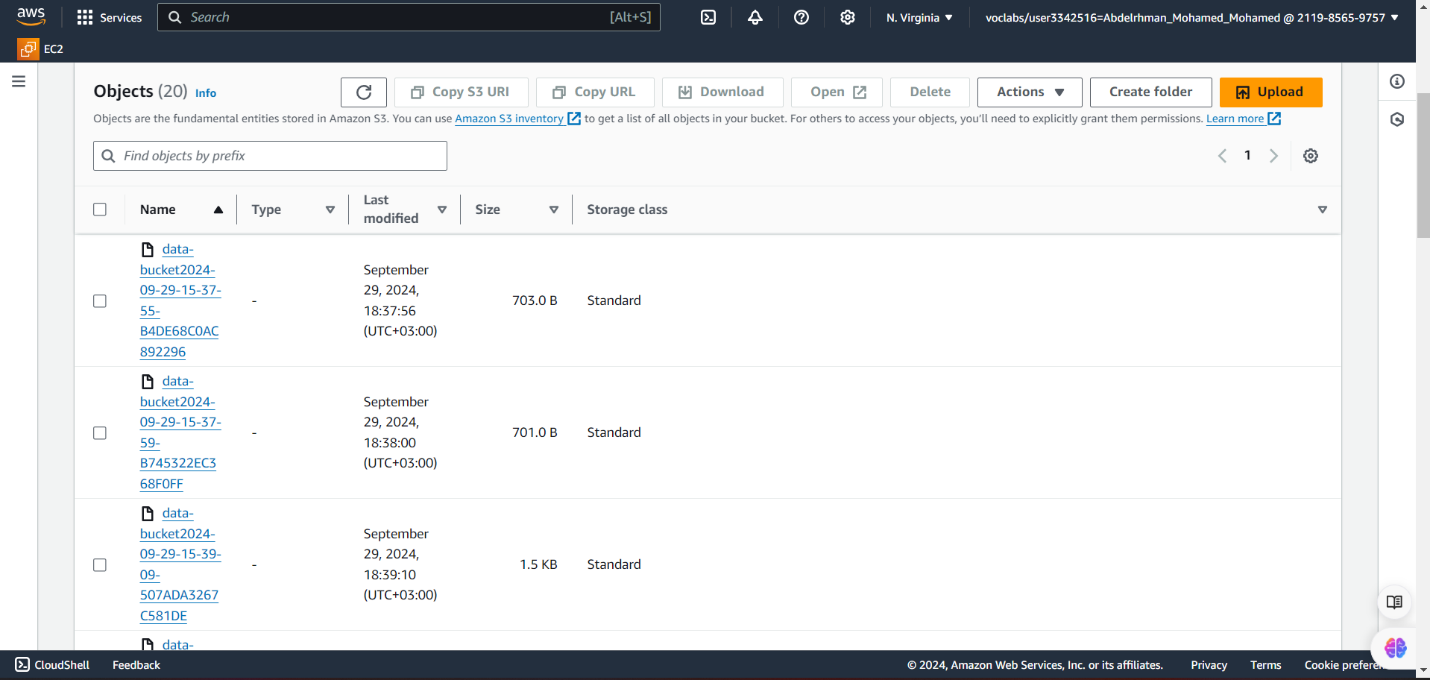 aws
Services
Search
[Alt+S]
N. Virginia
voclabs/user3342516=Abdelrhman_Mohamed_Mohamed @ 2119-8565-9757
EC2
Objects (20) Info
Copy S3 URI
Copy URL
Download
Open
Delete
Actions
Create folder
Upload
Objects are the fundamental entities stored in Amazon S3. You can use Amazon S3 inventory to get a list of all objects in your bucket. For others to access your objects, you'll need to explicitly grant them permissions. Learn more
Find objects by prefix
1
Name
Type
Last
modified
Size
Storage class
data-
bucket2024-
09-29-15-37-
55-
B4DE68C0AC
892296
-
September
29, 2024,
18:37:56
(UTC+03:00)
703.0 B
Standard
data-
bucket2024-
09-29-15-37-
59-
B745322EC3
68F0FF
-
September
29, 2024,
18:38:00
(UTC+03:00)
701.0 B
Standard
data-
bucket2024-
09-29-15-39-
09-
507ADA3267
C581DE
-
September
29, 2024,
18:39:10
(UTC+03:00)
1.5 KB
Standard
data-
CloudShell
Feedback
© 2024, Amazon Web Services, Inc. or its affiliates.
Privacy
Terms
Cookie preferen